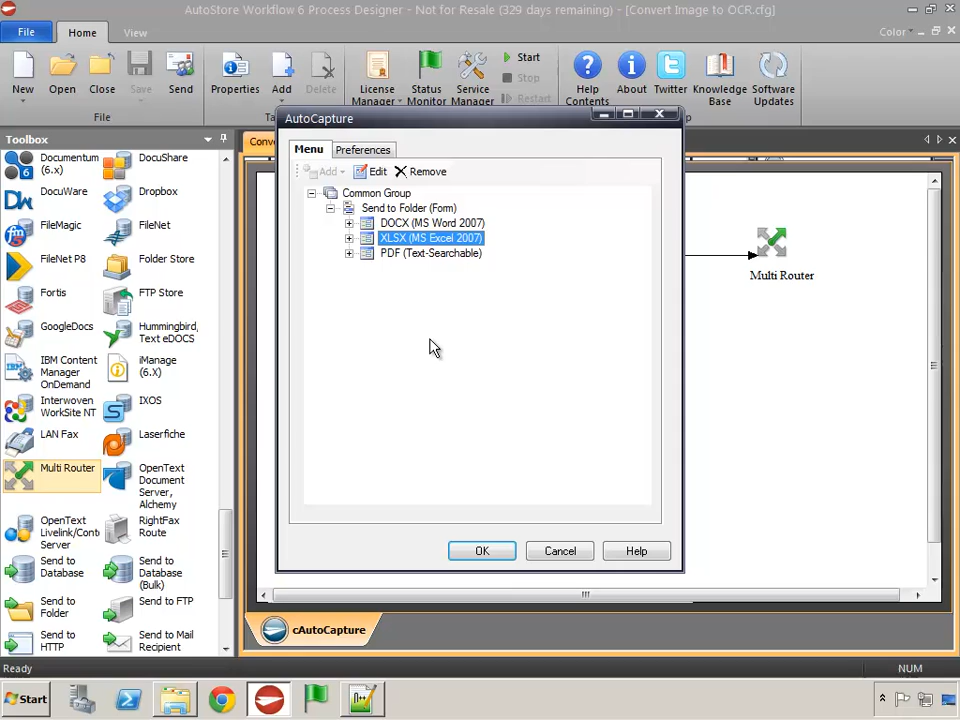 AutoStore Workflow 6 Process Designer - Not for Resale (329 days remaining) - [Convert Image to OCR.cfg]
File
Home
View
Color
New
Open
Close
Save
Send
Properties
Add
Delete
License
Manager
Status
Monitor
Service
Manager
Start
Stop
Restart
Help
Contents
About
Twitter
Knowledge
Base
Software
Updates
File
Toolbox
Documentum
(6.x)
DocuShare
DocuWare
Dropbox
FileMagic
FileNet
FileNet P8
Folder Store
Fortis
FTP Store
GoogleDocs
Hummingbird,
Text eDOCS
IBM Content
Manager
OnDemand
iManage
(6.X)
Interwoven
WorkSite NT
IXOS
LAN Fax
Laserfiche
Multi Router
OpenText
Document
Server,
Alchemy
OpenText
Livelink/Cont
Server
RightFax
Route
Send to
Database
Send to
Database
(Bulk)
Send to
Folder
Send to FTP
Send to
HTTP
Send to Mail
Recipient
Conve
AutoCapture
Menu
Preferences
Add
Edit
Remove
Common Group
Send to Folder (Form)
DOCX (MS Word 2007)
XLSX (MS Excel 2007)
PDF (Text-Searchable)
OK
Cancel
Help
Multi Router
cAutoCapture
Ready
NUM
Start